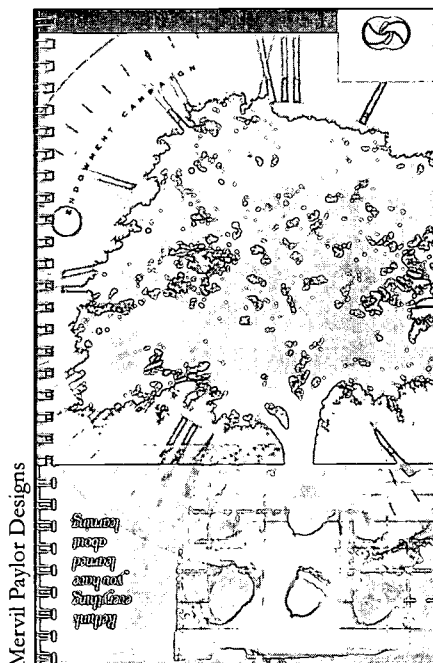 Mervil Paylor Designs
ENDOWMENT CAMPAIGN
Rethink
everything
you have
learned
about
learning